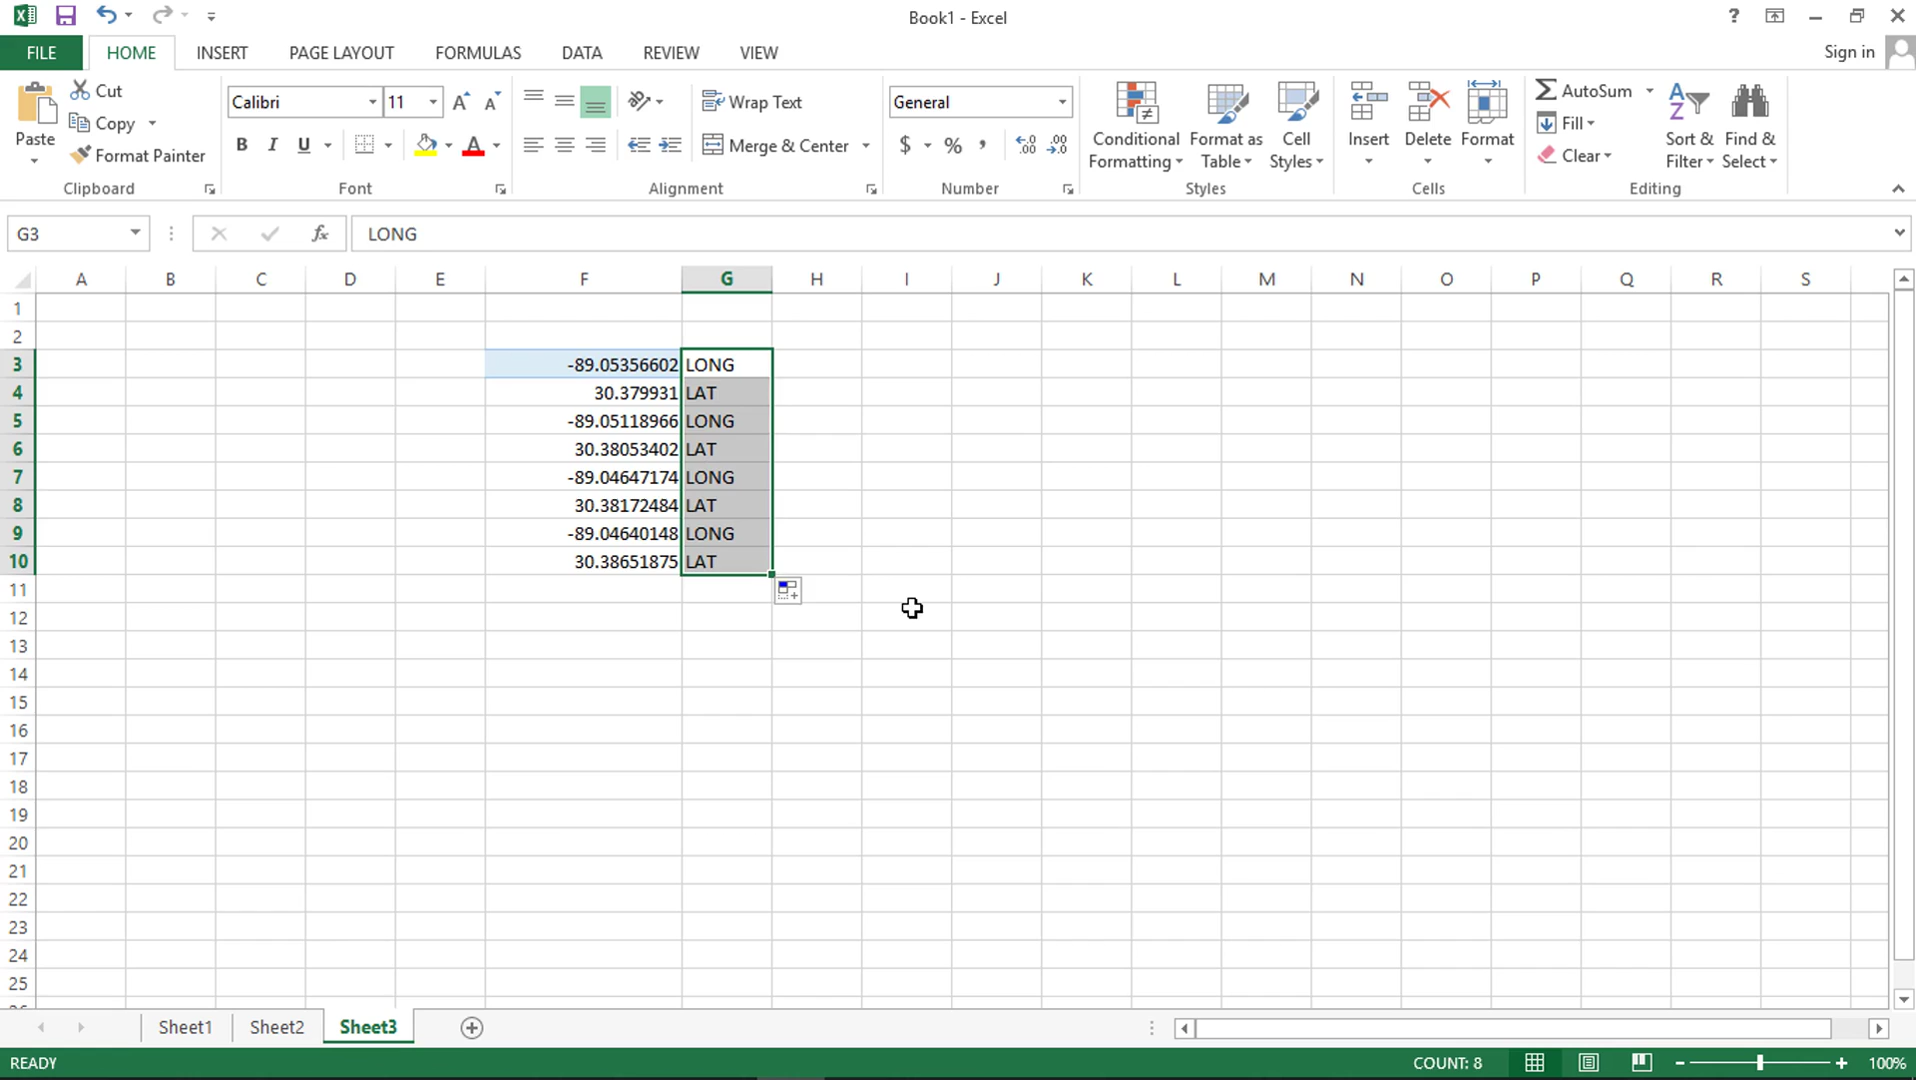 Book1 - Excel
?
FILE HOME INSERT PAGE LAYOUT FORMULAS DATA REVIEW VIEW Sign in
Paste Cut Copy Format Painter Clipboard
Calibri 11 A A
B I U A Font
Wrap Text
Merge & Center
Alignment
General
$ % , .0 .00 .00 .0
Number
Conditional Formatting Format as Table Cell Styles
Styles
Insert Delete Format
Cells
AutoSum
Fill
Clear
Sort & Filter Find & Select
Editing
G3 fx LONG
A B C D E F G H I J K L M N O P Q R S
1
2
3 -89.05356602 LONG
4 30.379931 LAT
5 -89.05118966 LONG
6 30.38053402 LAT
7 -89.04647174 LONG
8 30.38172484 LAT
9 -89.04640148 LONG
10 30.38651875 LAT
11
12
13
14
15
16
17
18
19
20
21
22
23
24
25
Sheet1 Sheet2 Sheet3
READY COUNT: 8 100%